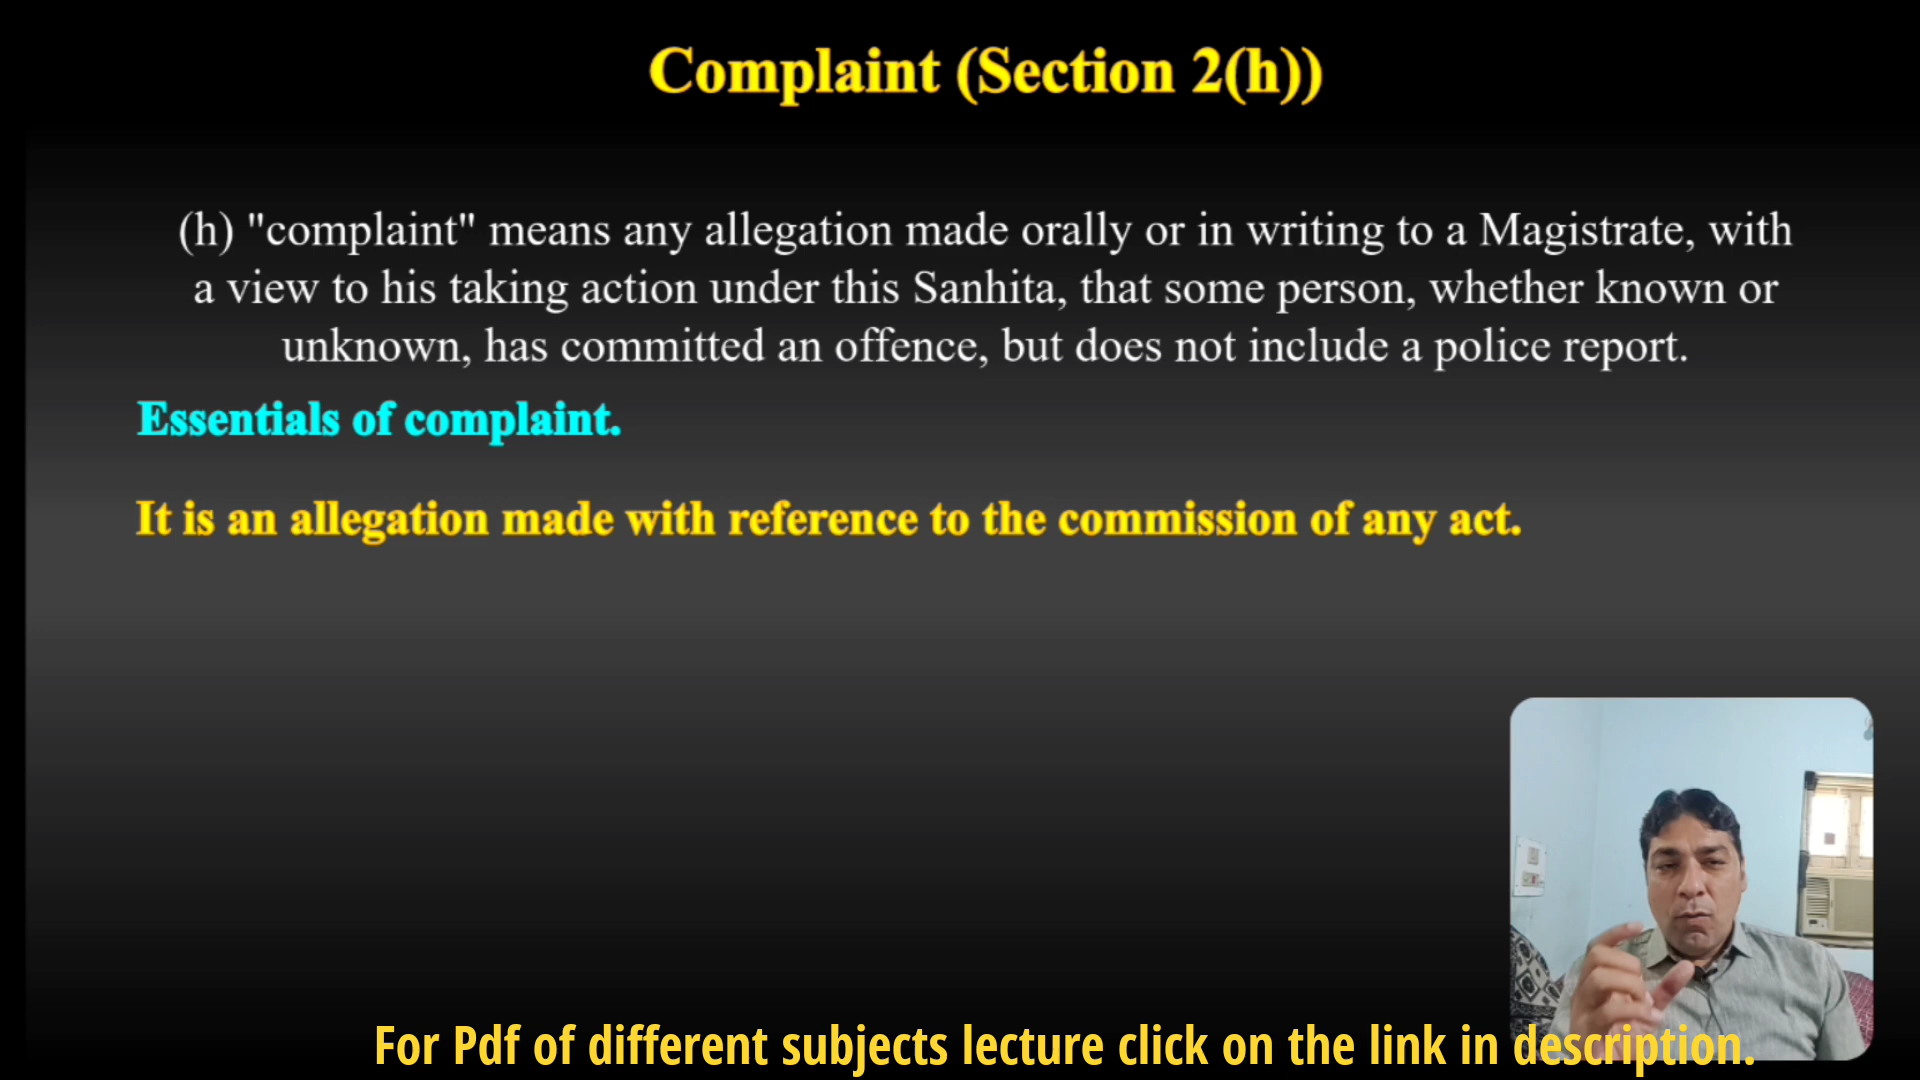 Complaint (Section 2(h))
(h) "complaint" means any allegation made orally or in writing to a Magistrate, with
a view to his taking action under this Sanhita, that some person, whether known or
unknown, has committed an offence, but does not include a police report.
Essentials of complaint.
It is an allegation made with reference to the commission of any act.
For Pdf of different subjects lecture click on the link in description.